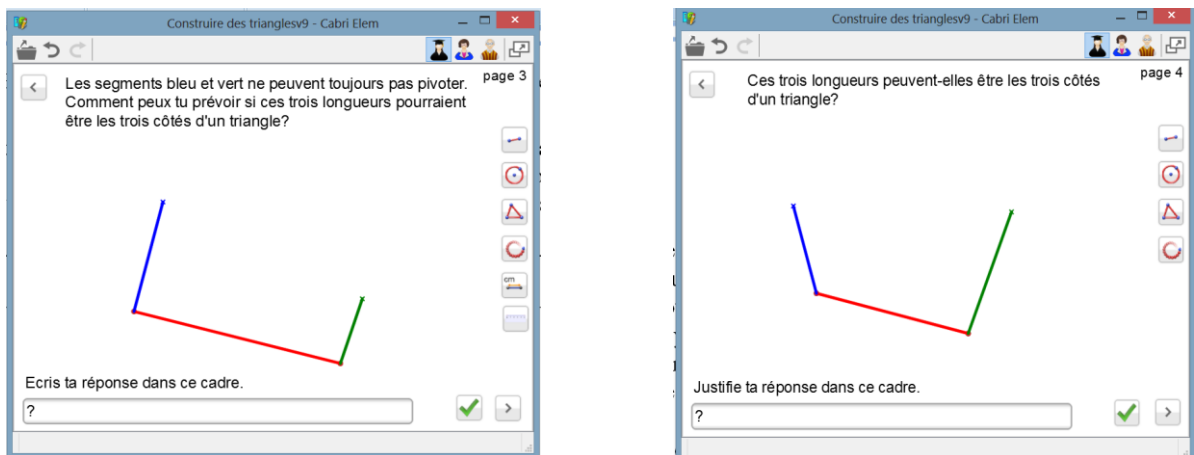 Construire des trianglesv9 - Cabri Elem
page 3
Les segments bleu et vert ne peuvent toujours pas pivoter.
Comment peux tu prévoir si ces trois longueurs pourraient
être les trois côtés d'un triangle?
cm
Ecris ta réponse dans ce cadre.
?
Construire des trianglesv9 - Cabri Elem
page 4
Ces trois longueurs peuvent-elles être les trois côtés
d'un triangle?
Justifie ta réponse dans ce cadre.
?